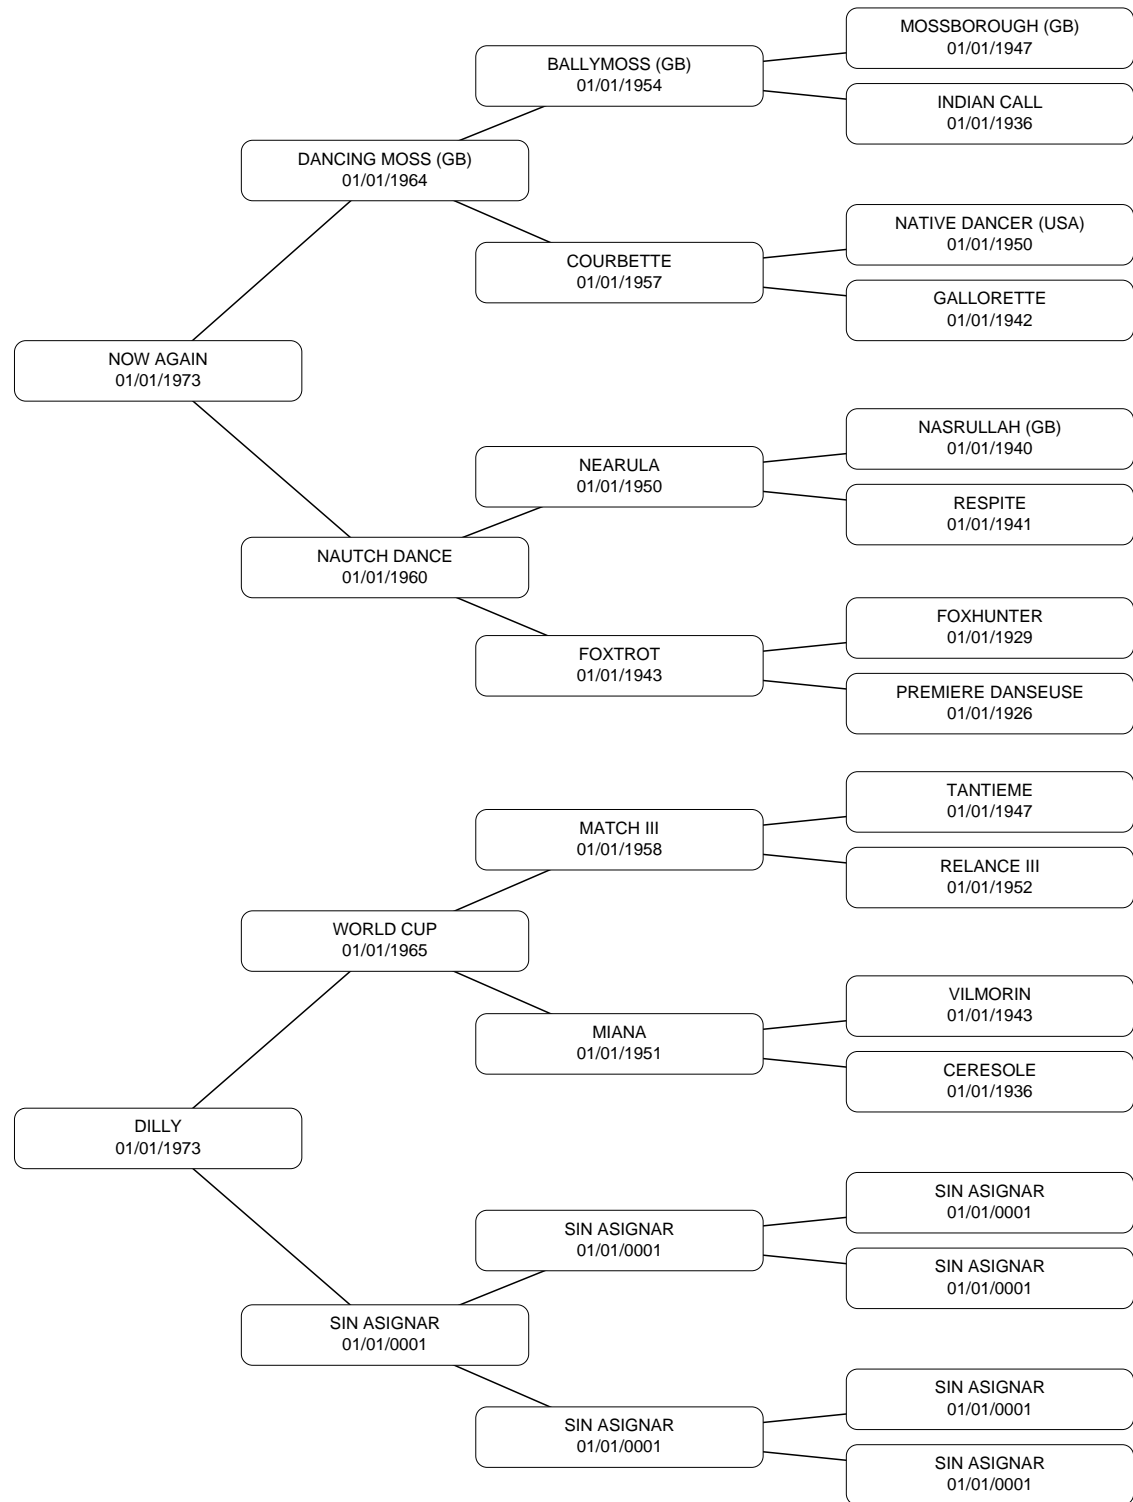 MOSSBOROUGH (GB)
01/01/1947
BALLYMOSS (GB)
01/01/1954
INDIAN CALL
01/01/1936
DANCING MOSS (GB)
01/01/1964
NATIVE DANCER (USA)
01/01/1950
COURBETTE
01/01/1957
GALLORETTE
01/01/1942
NOW AGAIN
01/01/1973
NASRULLAH (GB)
01/01/1940
NEARULA
01/01/1950
RESPITE
01/01/1941
NAUTCH DANCE
01/01/1960
FOXHUNTER
01/01/1929
FOXTROT
01/01/1943
PREMIERE DANSEUSE
01/01/1926
TANTIEME
01/01/1947
MATCH III
01/01/1958
RELANCE III
01/01/1952
WORLD CUP
01/01/1965
VILMORIN
01/01/1943
MIANA
01/01/1951
CERESOLE
01/01/1936
DILLY
01/01/1973
SIN ASIGNAR
01/01/0001
SIN ASIGNAR
01/01/0001
SIN ASIGNAR
01/01/0001
SIN ASIGNAR
01/01/0001
SIN ASIGNAR
01/01/0001
SIN ASIGNAR
01/01/0001
SIN ASIGNAR
01/01/0001